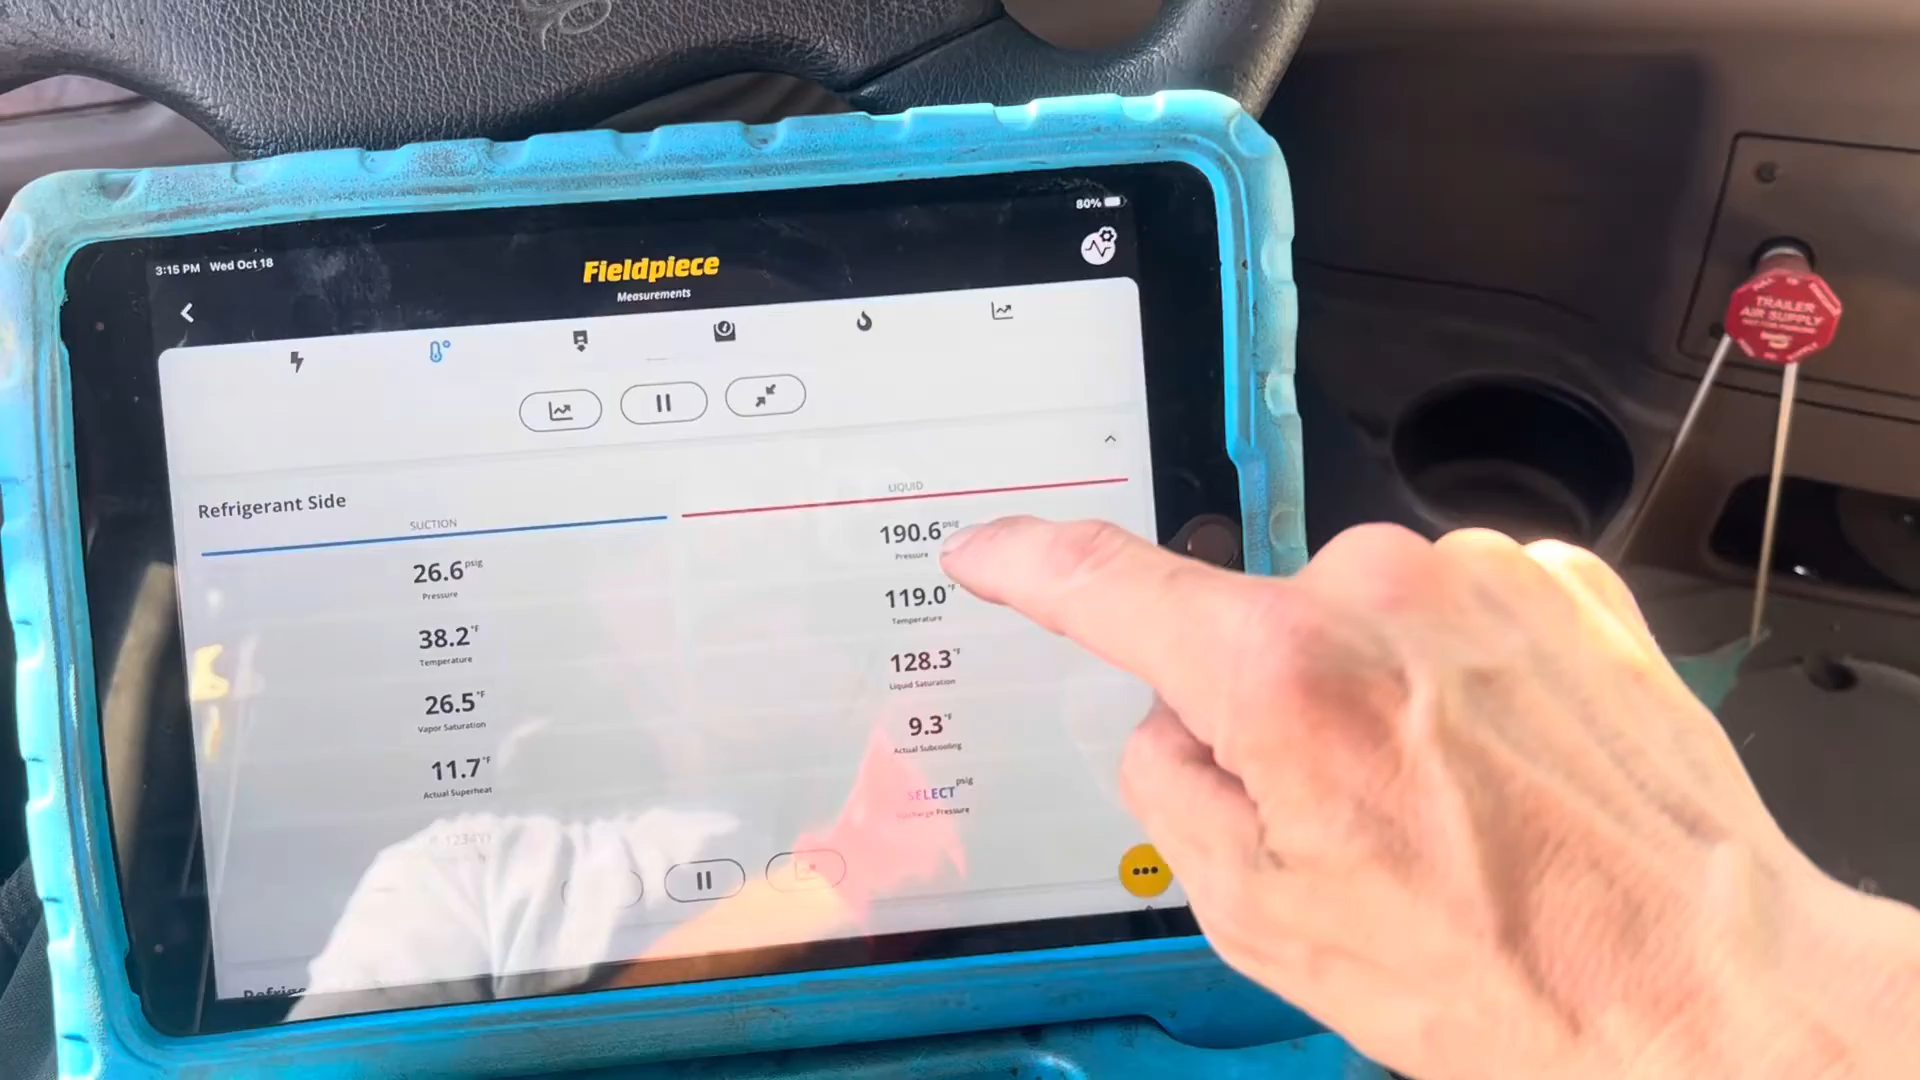 3:15 PM Wed Oct 18
80%
Fieldpiece
Measurements
Refrigerant Side
SUCTION
26.6 psig
Pressure
38.2 °F
Temperature
26.5 °F
Vapor Saturation
11.7 °F
Actual Superheat
LIQUID
190.6 psig
Pressure
119.0 °F
Temperature
128.3 °F
Liquid Saturation
9.3 °F
Actual Subcooling
SELECT psig
Discharge Pressure
TRAILER
AIR SUPPLY